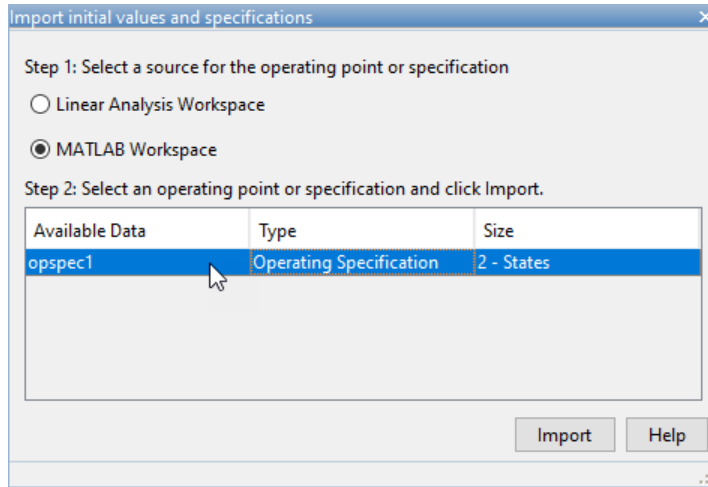 Import initial values and specifications
Step 1: Select a source for the operating point or specification
Linear Analysis Workspace
MATLAB Workspace
Step 2: Select an operating point or specification and click Import.
Available Data Type Size
opspec1 Operating Specification 2 - States
Import Help